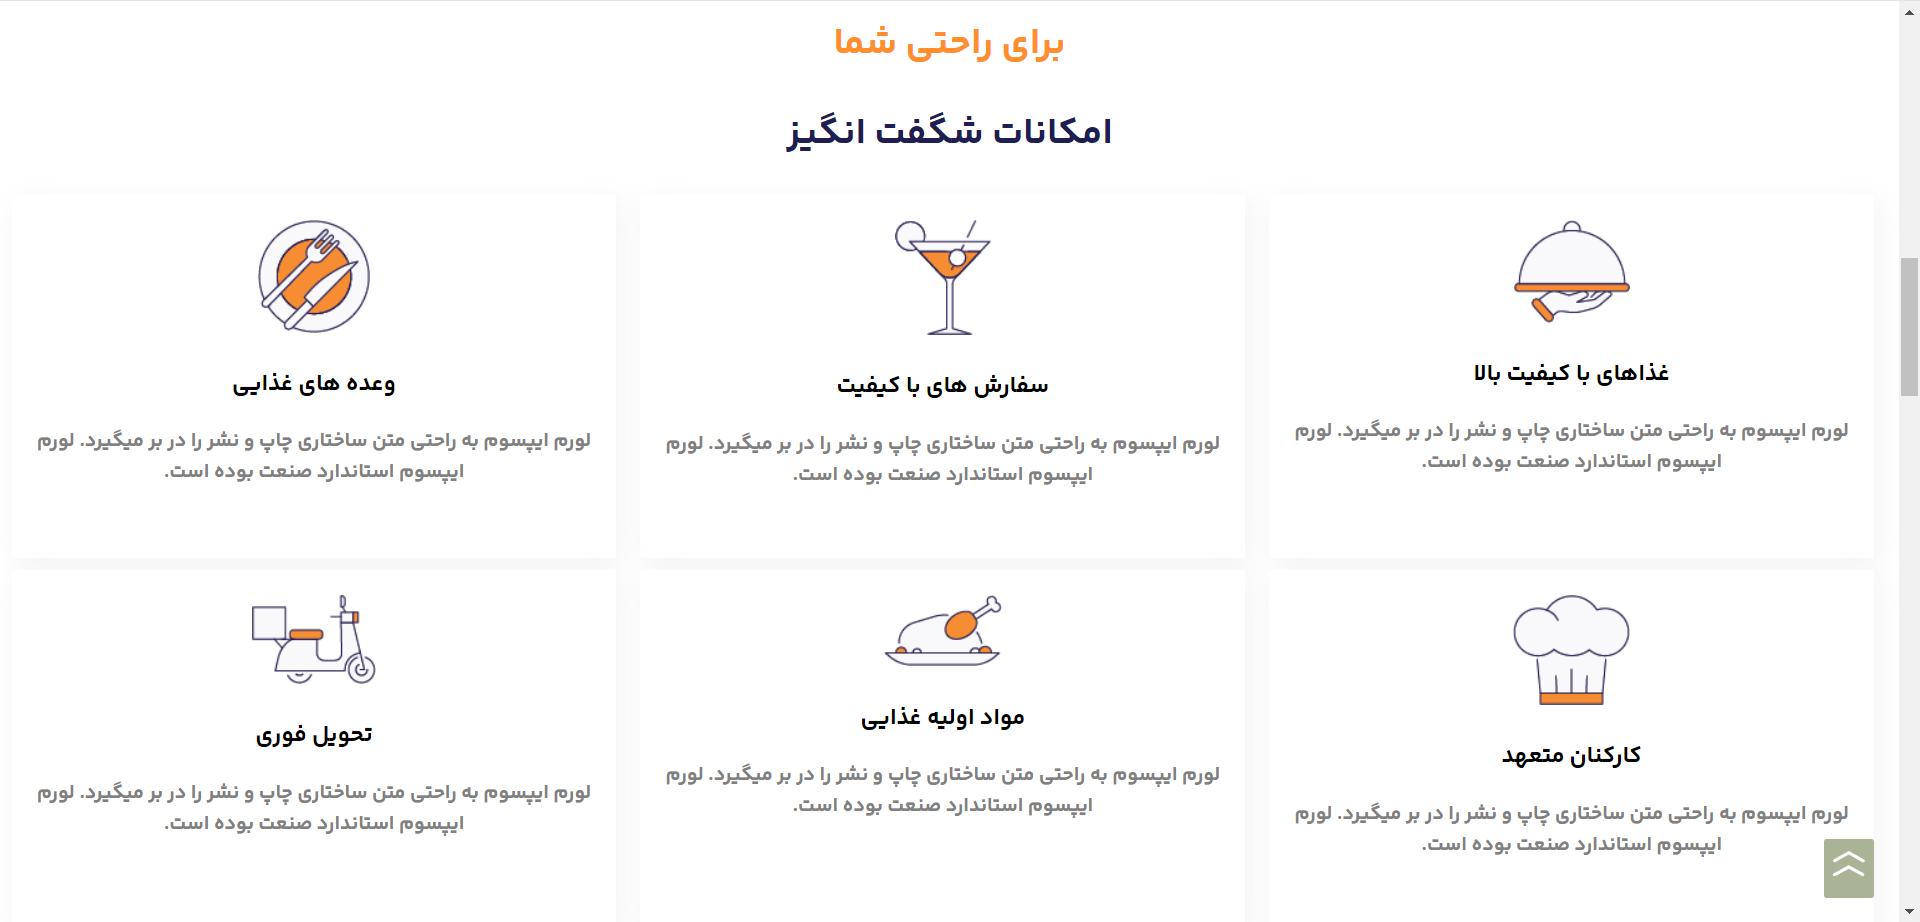 برای راحتی شما
امکانات شگفت انگیز
غذاهای با کیفیت بالا
لورم ایپسوم به راحتی متن ساختاری چاپ و نشر را در بر میگیرد. لورم
ایپسوم استاندارد صنعت بوده است.
سفارش های با کیفیت
لورم ایپسوم به راحتی متن ساختاری چاپ و نشر را در بر میگیرد. لورم
ایپسوم استاندارد صنعت بوده است.
وعده های غذایی
لورم ایپسوم به راحتی متن ساختاری چاپ و نشر را در بر میگیرد. لورم
ایپسوم استاندارد صنعت بوده است.
کارکنان متعهد
لورم ایپسوم به راحتی متن ساختاری چاپ و نشر را در بر میگیرد. لورم
ایپسوم استاندارد صنعت بوده است.
مواد اولیه غذایی
لورم ایپسوم به راحتی متن ساختاری چاپ و نشر را در بر میگیرد. لورم
ایپسوم استاندارد صنعت بوده است.
تحویل فوری
لورم ایپسوم به راحتی متن ساختاری چاپ و نشر را در بر میگیرد. لورم
ایپسوم استاندارد صنعت بوده است.